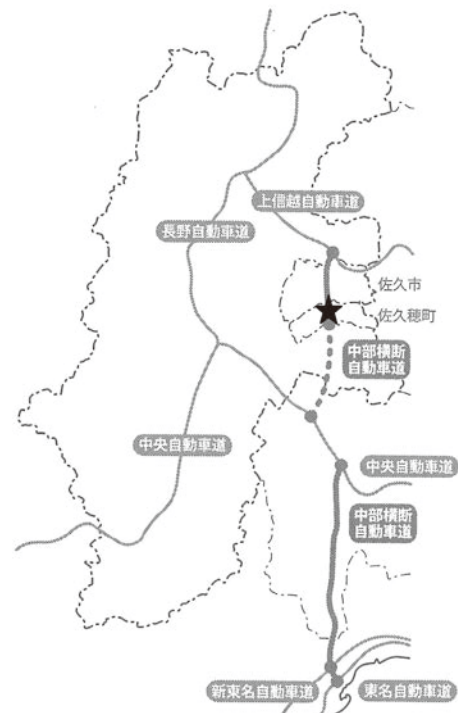 上信越自動車道
長野自動車道
佐久市
佐久穂町
中部横断
自動車道
中央自動車道
中央自動車道
中部横断
自動車道
新東名自動車道
東名自動車道